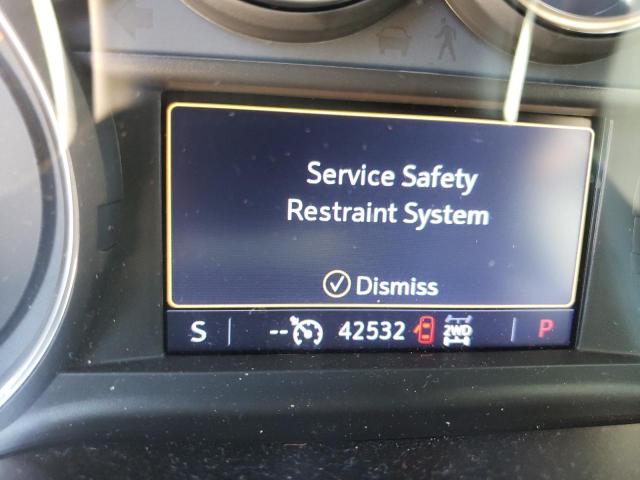 Service Safety
Restraint System
Dismiss
S -- 42532 2WD P